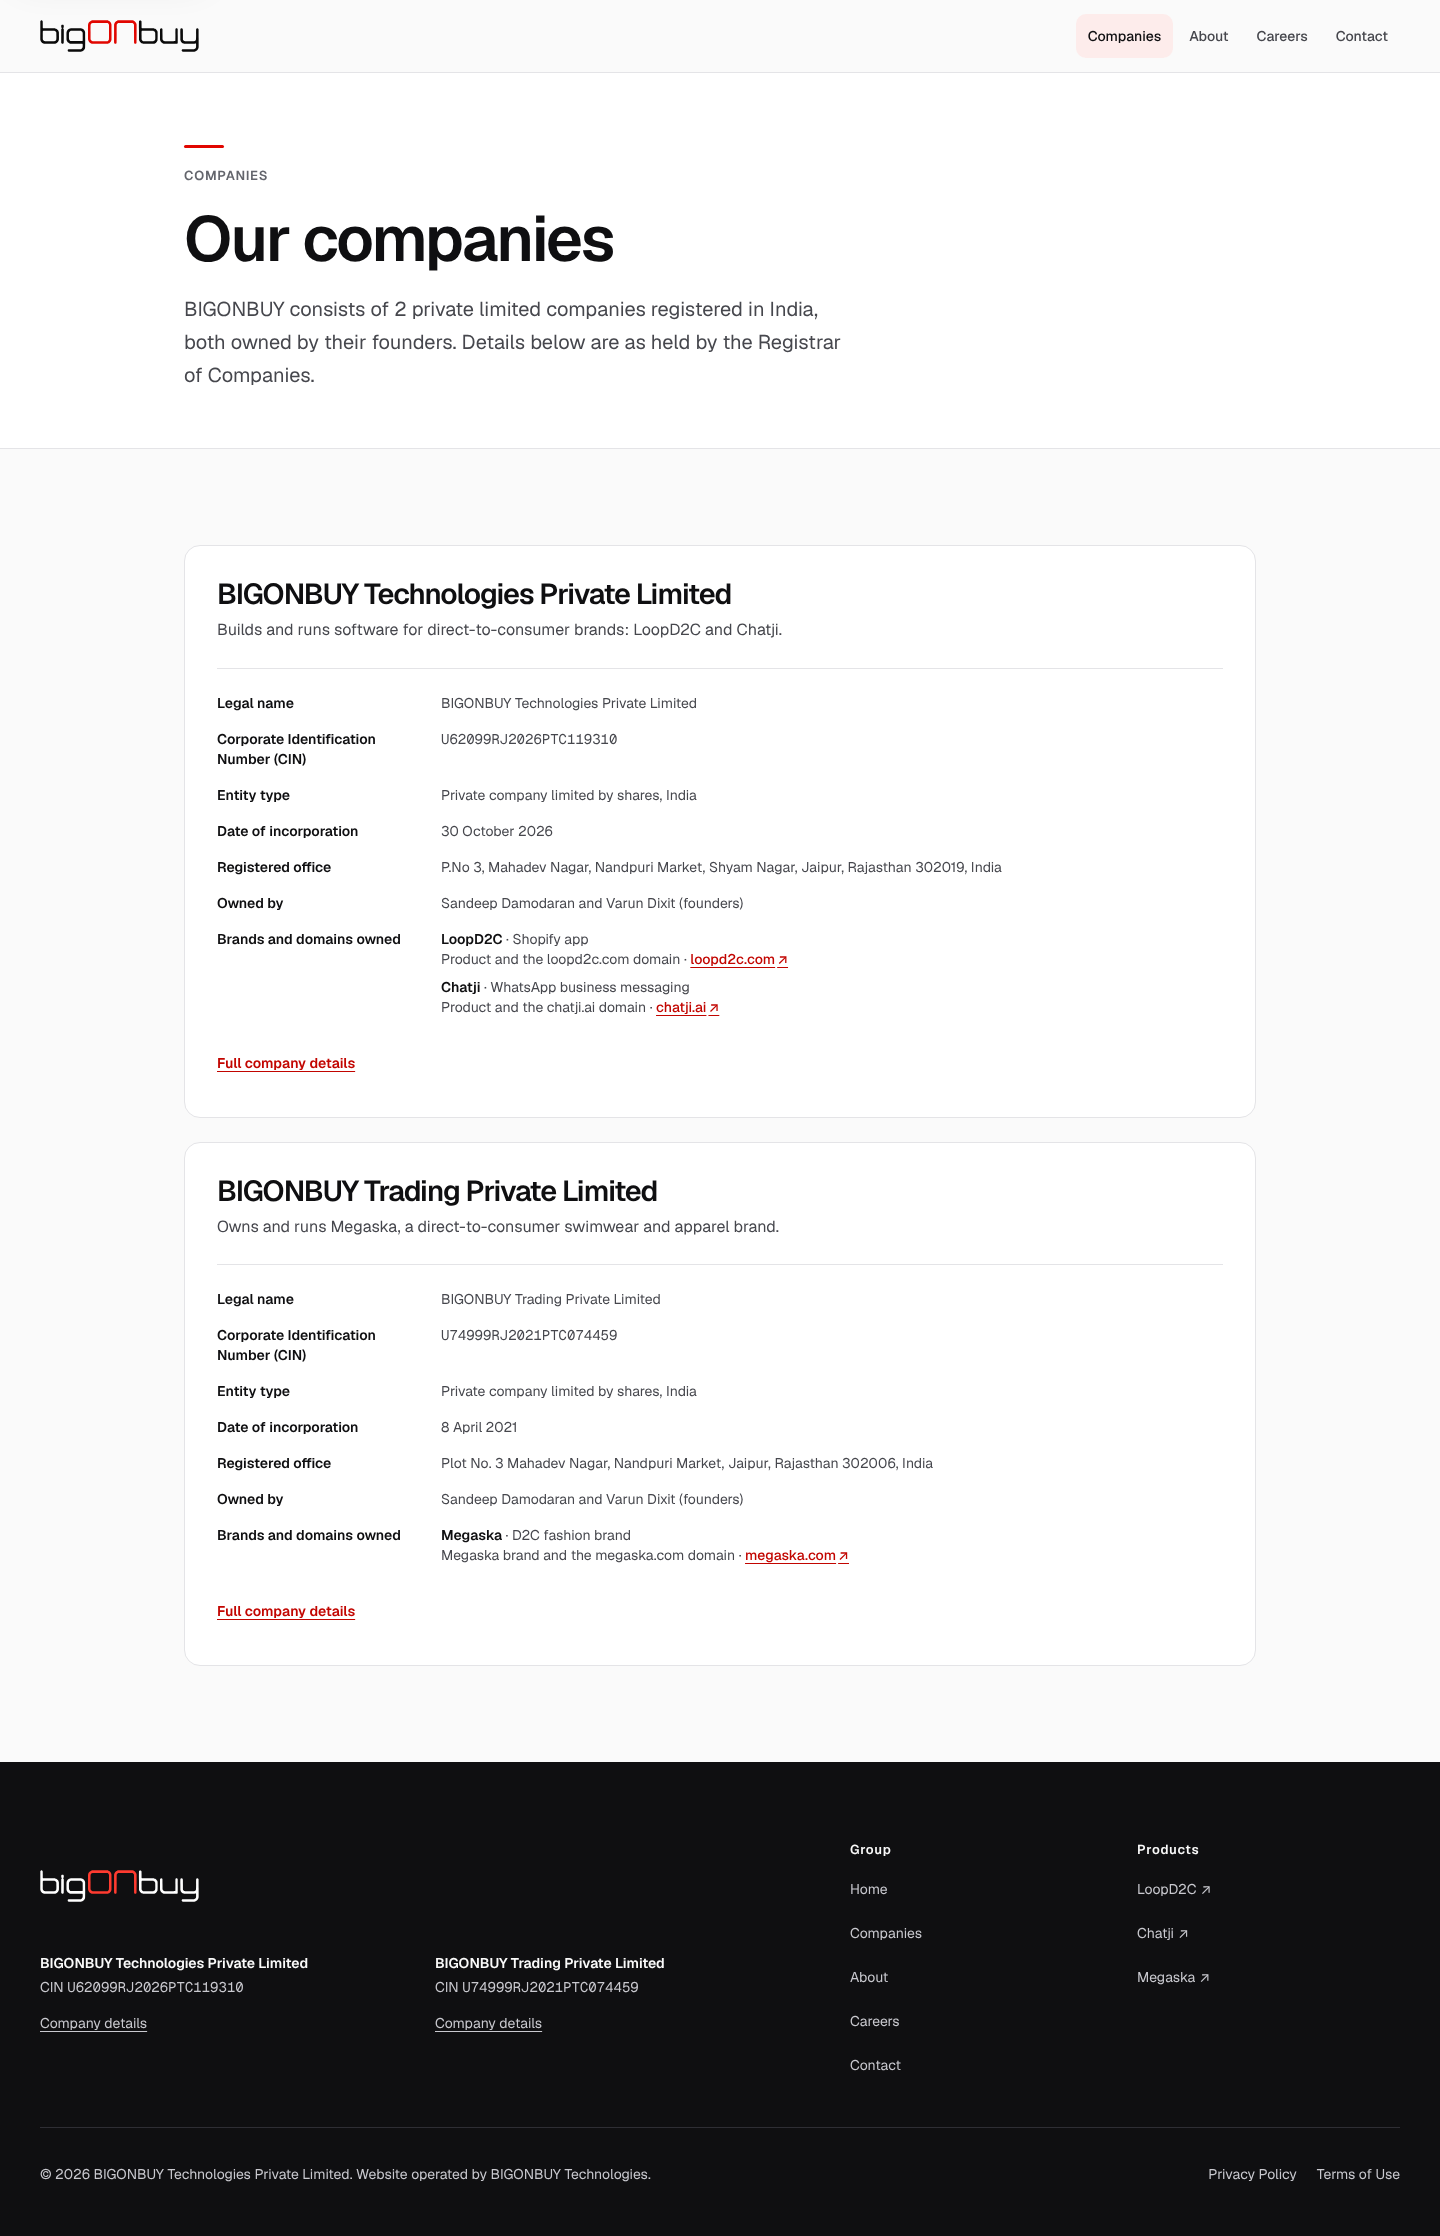 bigONbuy
Companies
About
Careers
Contact
COMPANIES
Our companies
BIGONBUY consists of 2 private limited companies registered in India,
both owned by their founders. Details below are as held by the Registrar
of Companies.
BIGONBUY Technologies Private Limited
Builds and runs software for direct-to-consumer brands: LoopD2C and Chatji.
Legal name
BIGONBUY Technologies Private Limited
Corporate Identification
Number (CIN)
U62099RJ2026PTC119310
Entity type
Private company limited by shares, India
Date of incorporation
30 October 2026
Registered office
P.No 3, Mahadev Nagar, Nandpuri Market, Shyam Nagar, Jaipur, Rajasthan 302019, India
Owned by
Sandeep Damodaran and Varun Dixit (founders)
Brands and domains owned
LoopD2C · Shopify app
Product and the loopd2c.com domain · loopd2c.com ↗
Chatji · WhatsApp business messaging
Product and the chatji.ai domain · chatji.ai ↗
Full company details
BIGONBUY Trading Private Limited
Owns and runs Megaska, a direct-to-consumer swimwear and apparel brand.
Legal name
BIGONBUY Trading Private Limited
Corporate Identification
Number (CIN)
U74999RJ2021PTC074459
Entity type
Private company limited by shares, India
Date of incorporation
8 April 2021
Registered office
Plot No. 3 Mahadev Nagar, Nandpuri Market, Jaipur, Rajasthan 302006, India
Owned by
Sandeep Damodaran and Varun Dixit (founders)
Brands and domains owned
Megaska · D2C fashion brand
Megaska brand and the megaska.com domain · megaska.com ↗
Full company details
bigONbuy
BIGONBUY Technologies Private Limited
CIN U62099RJ2026PTC119310
Company details
BIGONBUY Trading Private Limited
CIN U74999RJ2021PTC074459
Company details
Group
Home
Companies
About
Careers
Contact
Products
LoopD2C ↗
Chatji ↗
Megaska ↗
© 2026 BIGONBUY Technologies Private Limited. Website operated by BIGONBUY Technologies.
Privacy Policy
Terms of Use